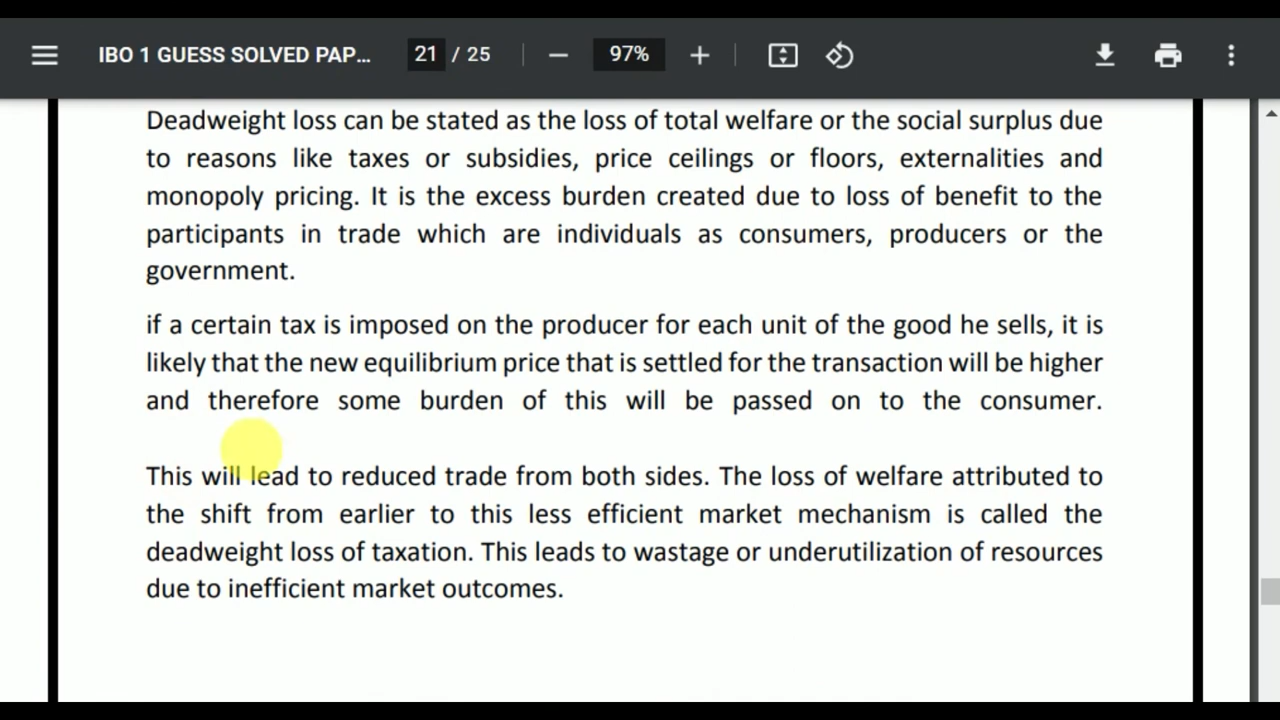 IBO 1 GUESS SOLVED PAP... 21 / 25 97%
Deadweight loss can be stated as the loss of total welfare or the social surplus due
to reasons like taxes or subsidies, price ceilings or floors, externalities and
monopoly pricing. It is the excess burden created due to loss of benefit to the
participants in trade which are individuals as consumers, producers or the
government.
if a certain tax is imposed on the producer for each unit of the good he sells, it is
likely that the new equilibrium price that is settled for the transaction will be higher
and therefore some burden of this will be passed on to the consumer.
This will lead to reduced trade from both sides. The loss of welfare attributed to
the shift from earlier to this less efficient market mechanism is called the
deadweight loss of taxation. This leads to wastage or underutilization of resources
due to inefficient market outcomes.